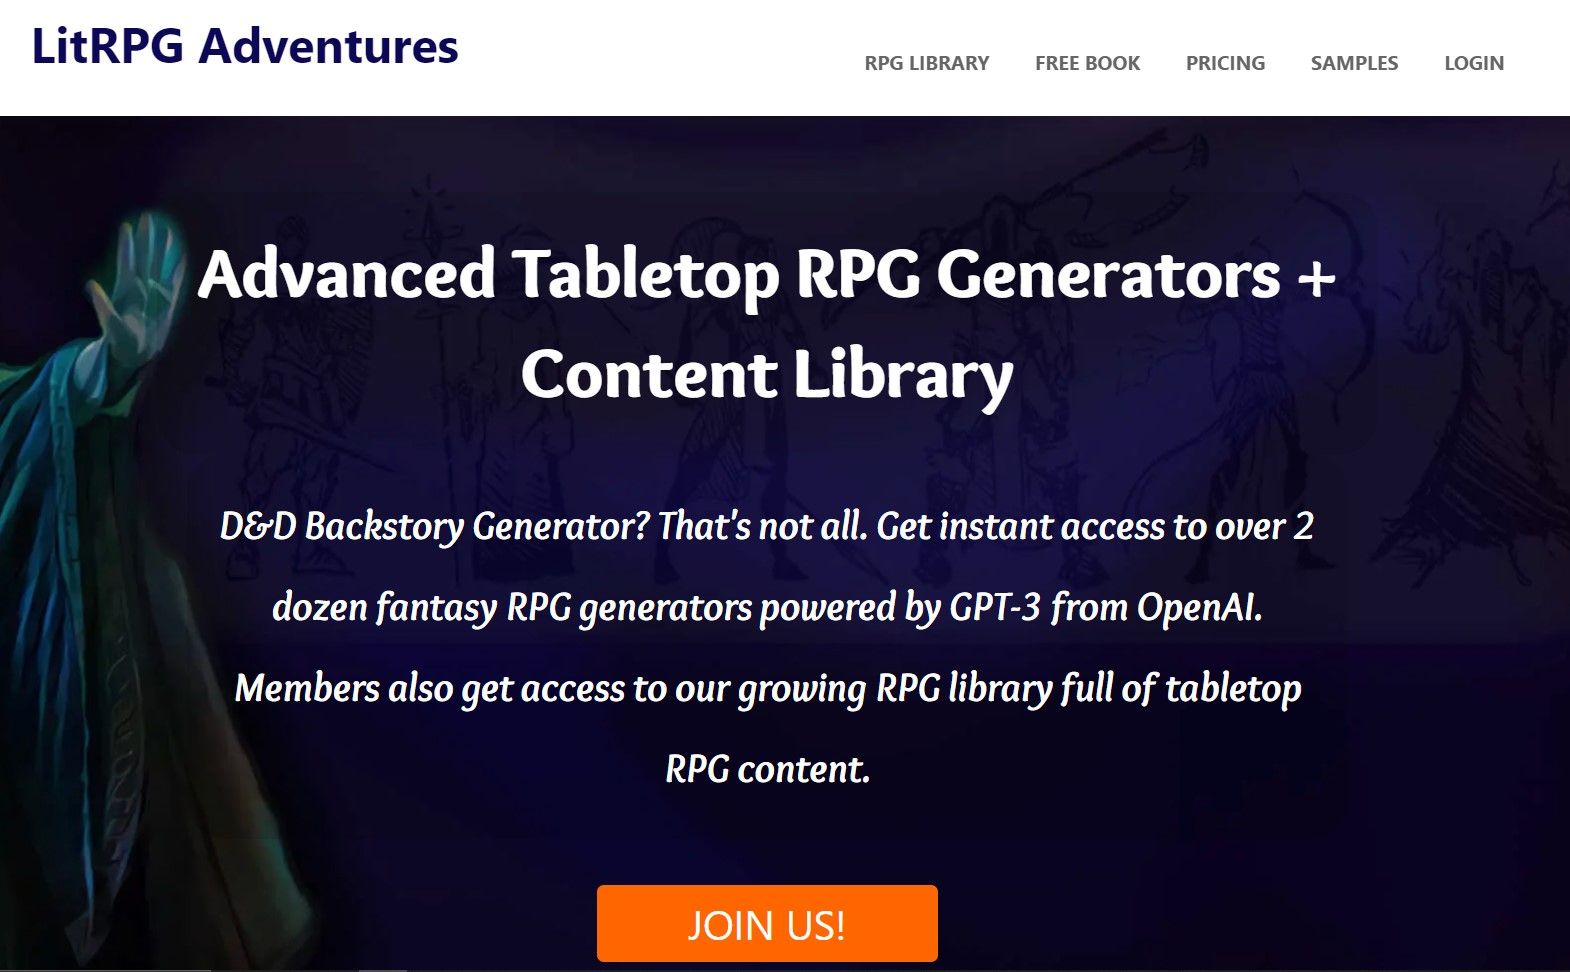 LitRPG Adventures
RPG LIBRARY FREE BOOK PRICING SAMPLES LOGIN
Advanced Tabletop RPG Generators +
Content Library
D&D Backstory Generator? That's not all. Get instant access to over 2
dozen fantasy RPG generators powered by GPT-3 from OpenAI.
Members also get access to our growing RPG library full of tabletop
RPG content.
JOIN US!